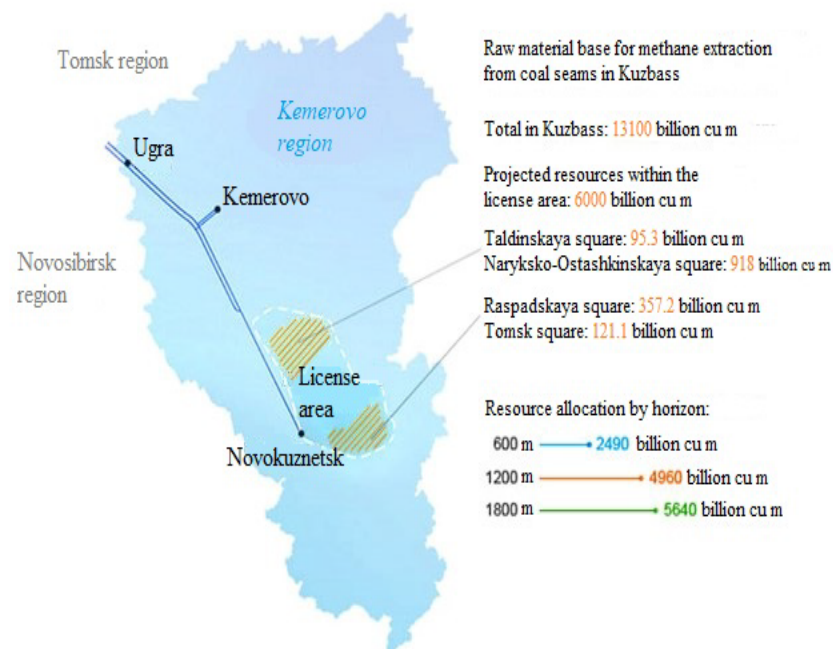 Tomsk region
Kemerovo
region
Ugra
Kemerovo
Novosibirsk
region
License
area
Novokuznetsk
Raw material base for methane extraction
from coal seams in Kuzbass
Total in Kuzbass: 13100 billion cu m
Projected resources within the
license area: 6000 billion cu m
Taldinskaya square: 95.3 billion cu m
Naryksko-Ostashkinskaya square: 918 billion cu m
Raspadskaya square: 357.2 billion cu m
Tomsk square: 121.1 billion cu m
Resource allocation by horizon:
600 m 2490 billion cu m
1200 m 4960 billion cu m
1800 m 5640 billion cu m